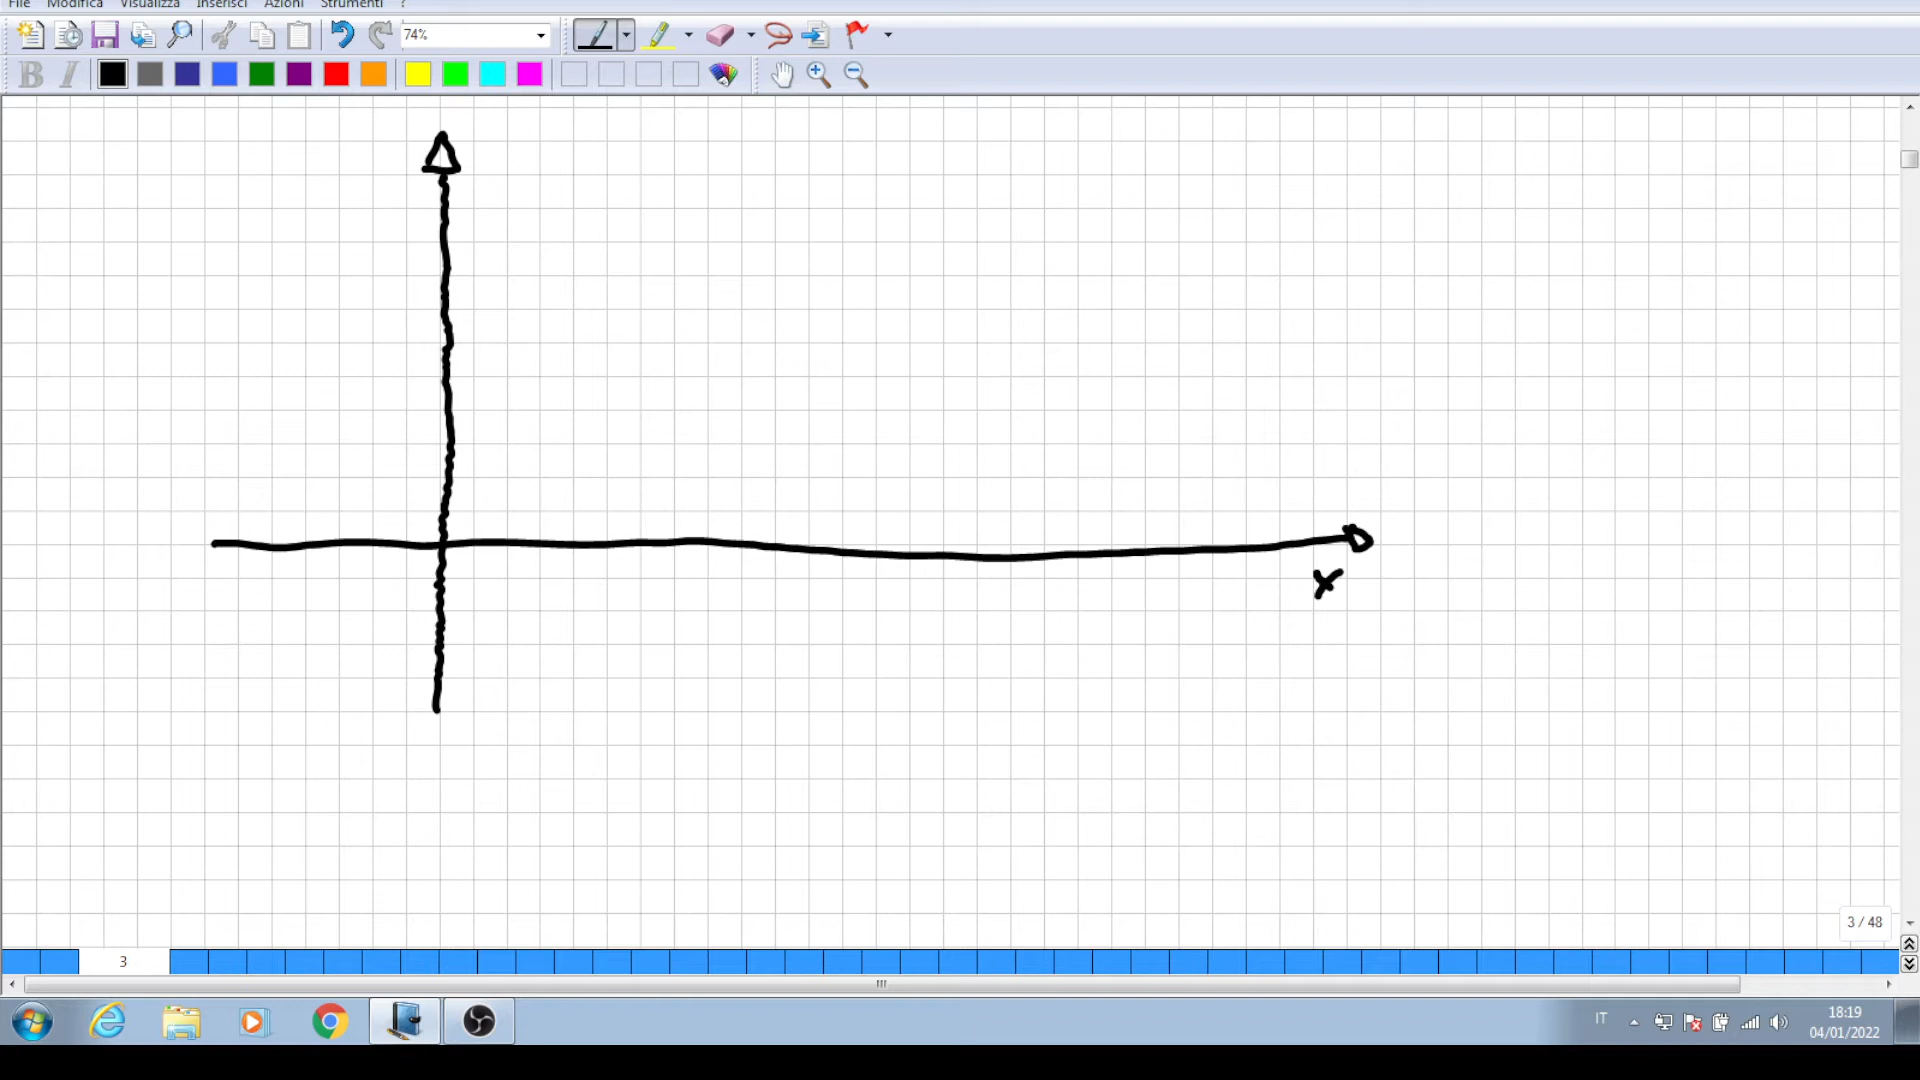 File Modifica Visualizza Inserisci Azioni Strumenti ?
74%
B I
x
3 / 48
3
IT
18:19
04/01/2022